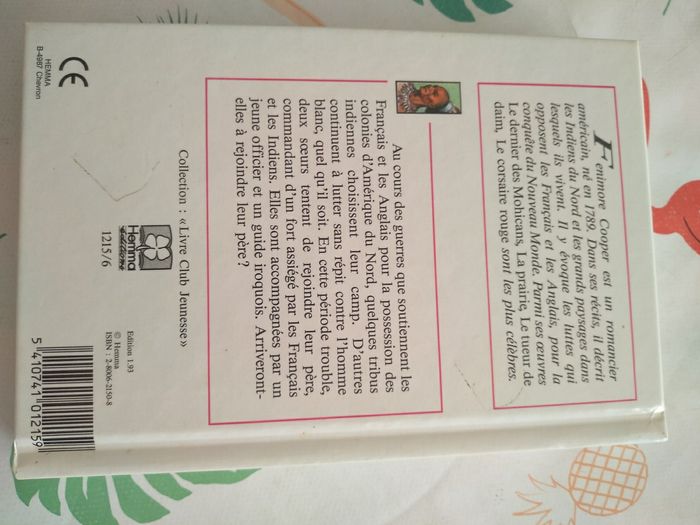 Fenimore Cooper est un romancier
américain, né en 1789. Dans ses récits, il décrit
les Indiens du Nord et les grands paysages dans
lesquels ils vivent. Il y évoque les luttes qui
opposent les Français et les Anglais, pour la
conquête du Nouveau Monde. Parmi ses œuvres
Le dernier des Mohicans, La prairie, Le tueur de
daim, Le corsaire rouge sont les plus célèbres.
Au cours des guerres que soutiennent les
Français et les Anglais pour la possession des
colonies d'Amérique du Nord, quelques tribus
indiennes choisissent leur camp. D'autres
continuent à lutter sans répit contre l'homme
blanc, quel qu'il soit. En cette période trouble,
deux sœurs tentent de rejoindre leur père,
commandant d'un fort assiégé par les Français
et les Indiens. Elles sont accompagnées par un
jeune officier et un guide iroquois. Arriveront-
elles à rejoindre leur père?
Collection : « Livre Club Jeunesse »
CE
HEMMA
B-4987 Chevron
Hemma
Editions
1215/6
Edition 1.93
© Hemma
ISBN : 2-8006-2150-8
5 410741 012159